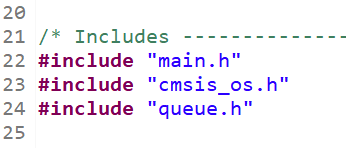 20
21 /* Includes --------------
22 #include "main.h"
23 #include "cmsis_os.h"
24 #include "queue.h"
25